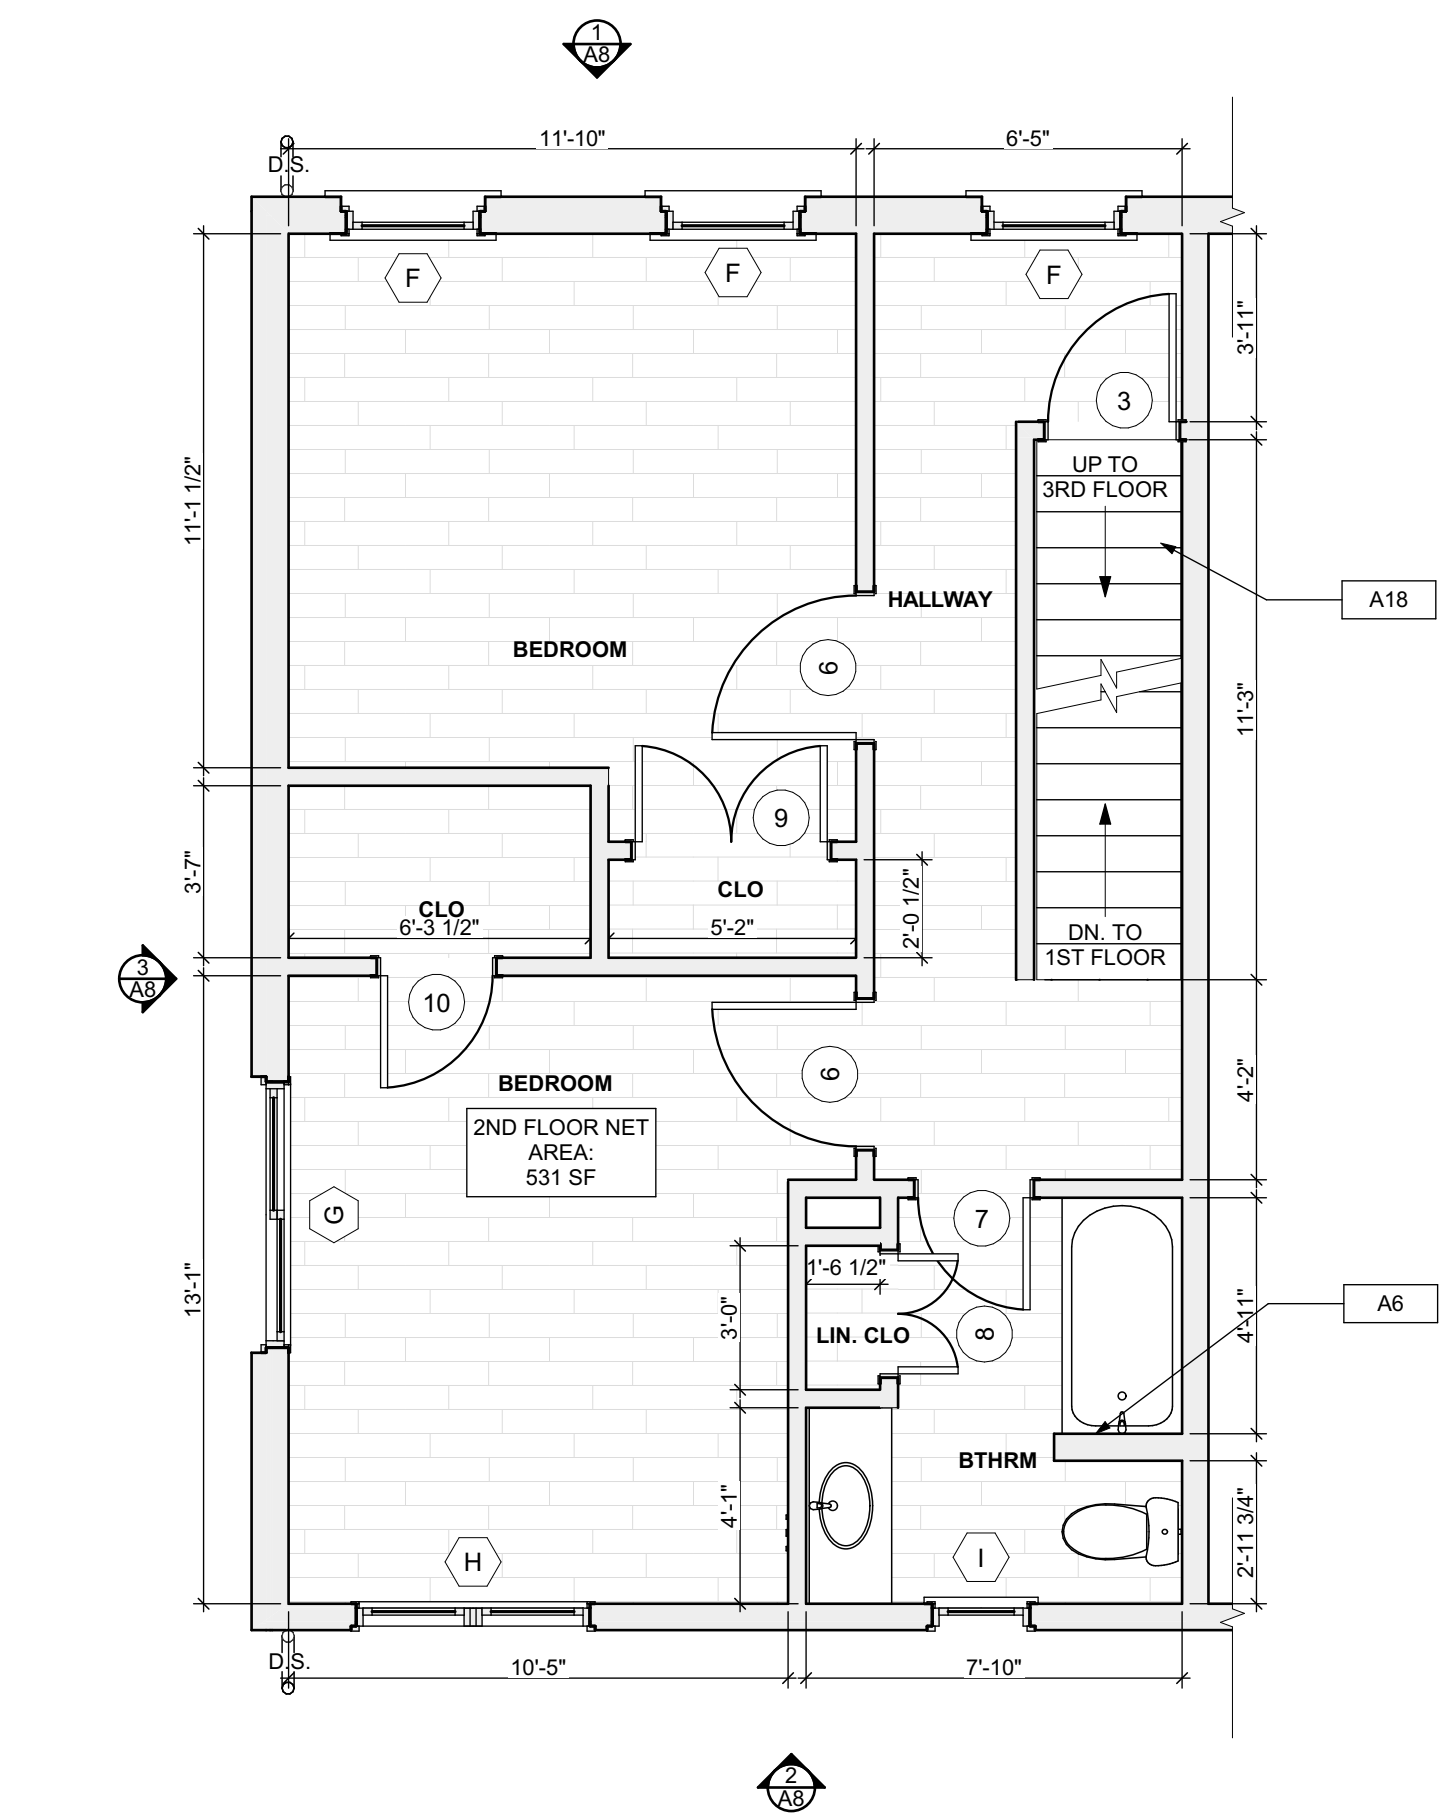 1
A8
11'-10"
6'-5"
D.S.
F
F
F
3'-11"
3
UP TO
3RD FLOOR
11'-1 1/2"
A18
HALLWAY
BEDROOM
6
11'-3"
9
3'-7"
CLO
CLO
6'-3 1/2"
5'-2"
2'-0 1/2"
DN. TO
1ST FLOOR
3
A8
10
6
BEDROOM
4'-2"
2ND FLOOR NET
AREA:
531 SF
G
7
13'-1"
1'-6 1/2"
3'-0"
LIN. CLO
8
4'-11"
A6
BTHRM
4'-1"
2'-11 3/4"
H
I
D.S.
10'-5"
7'-10"
2
A8